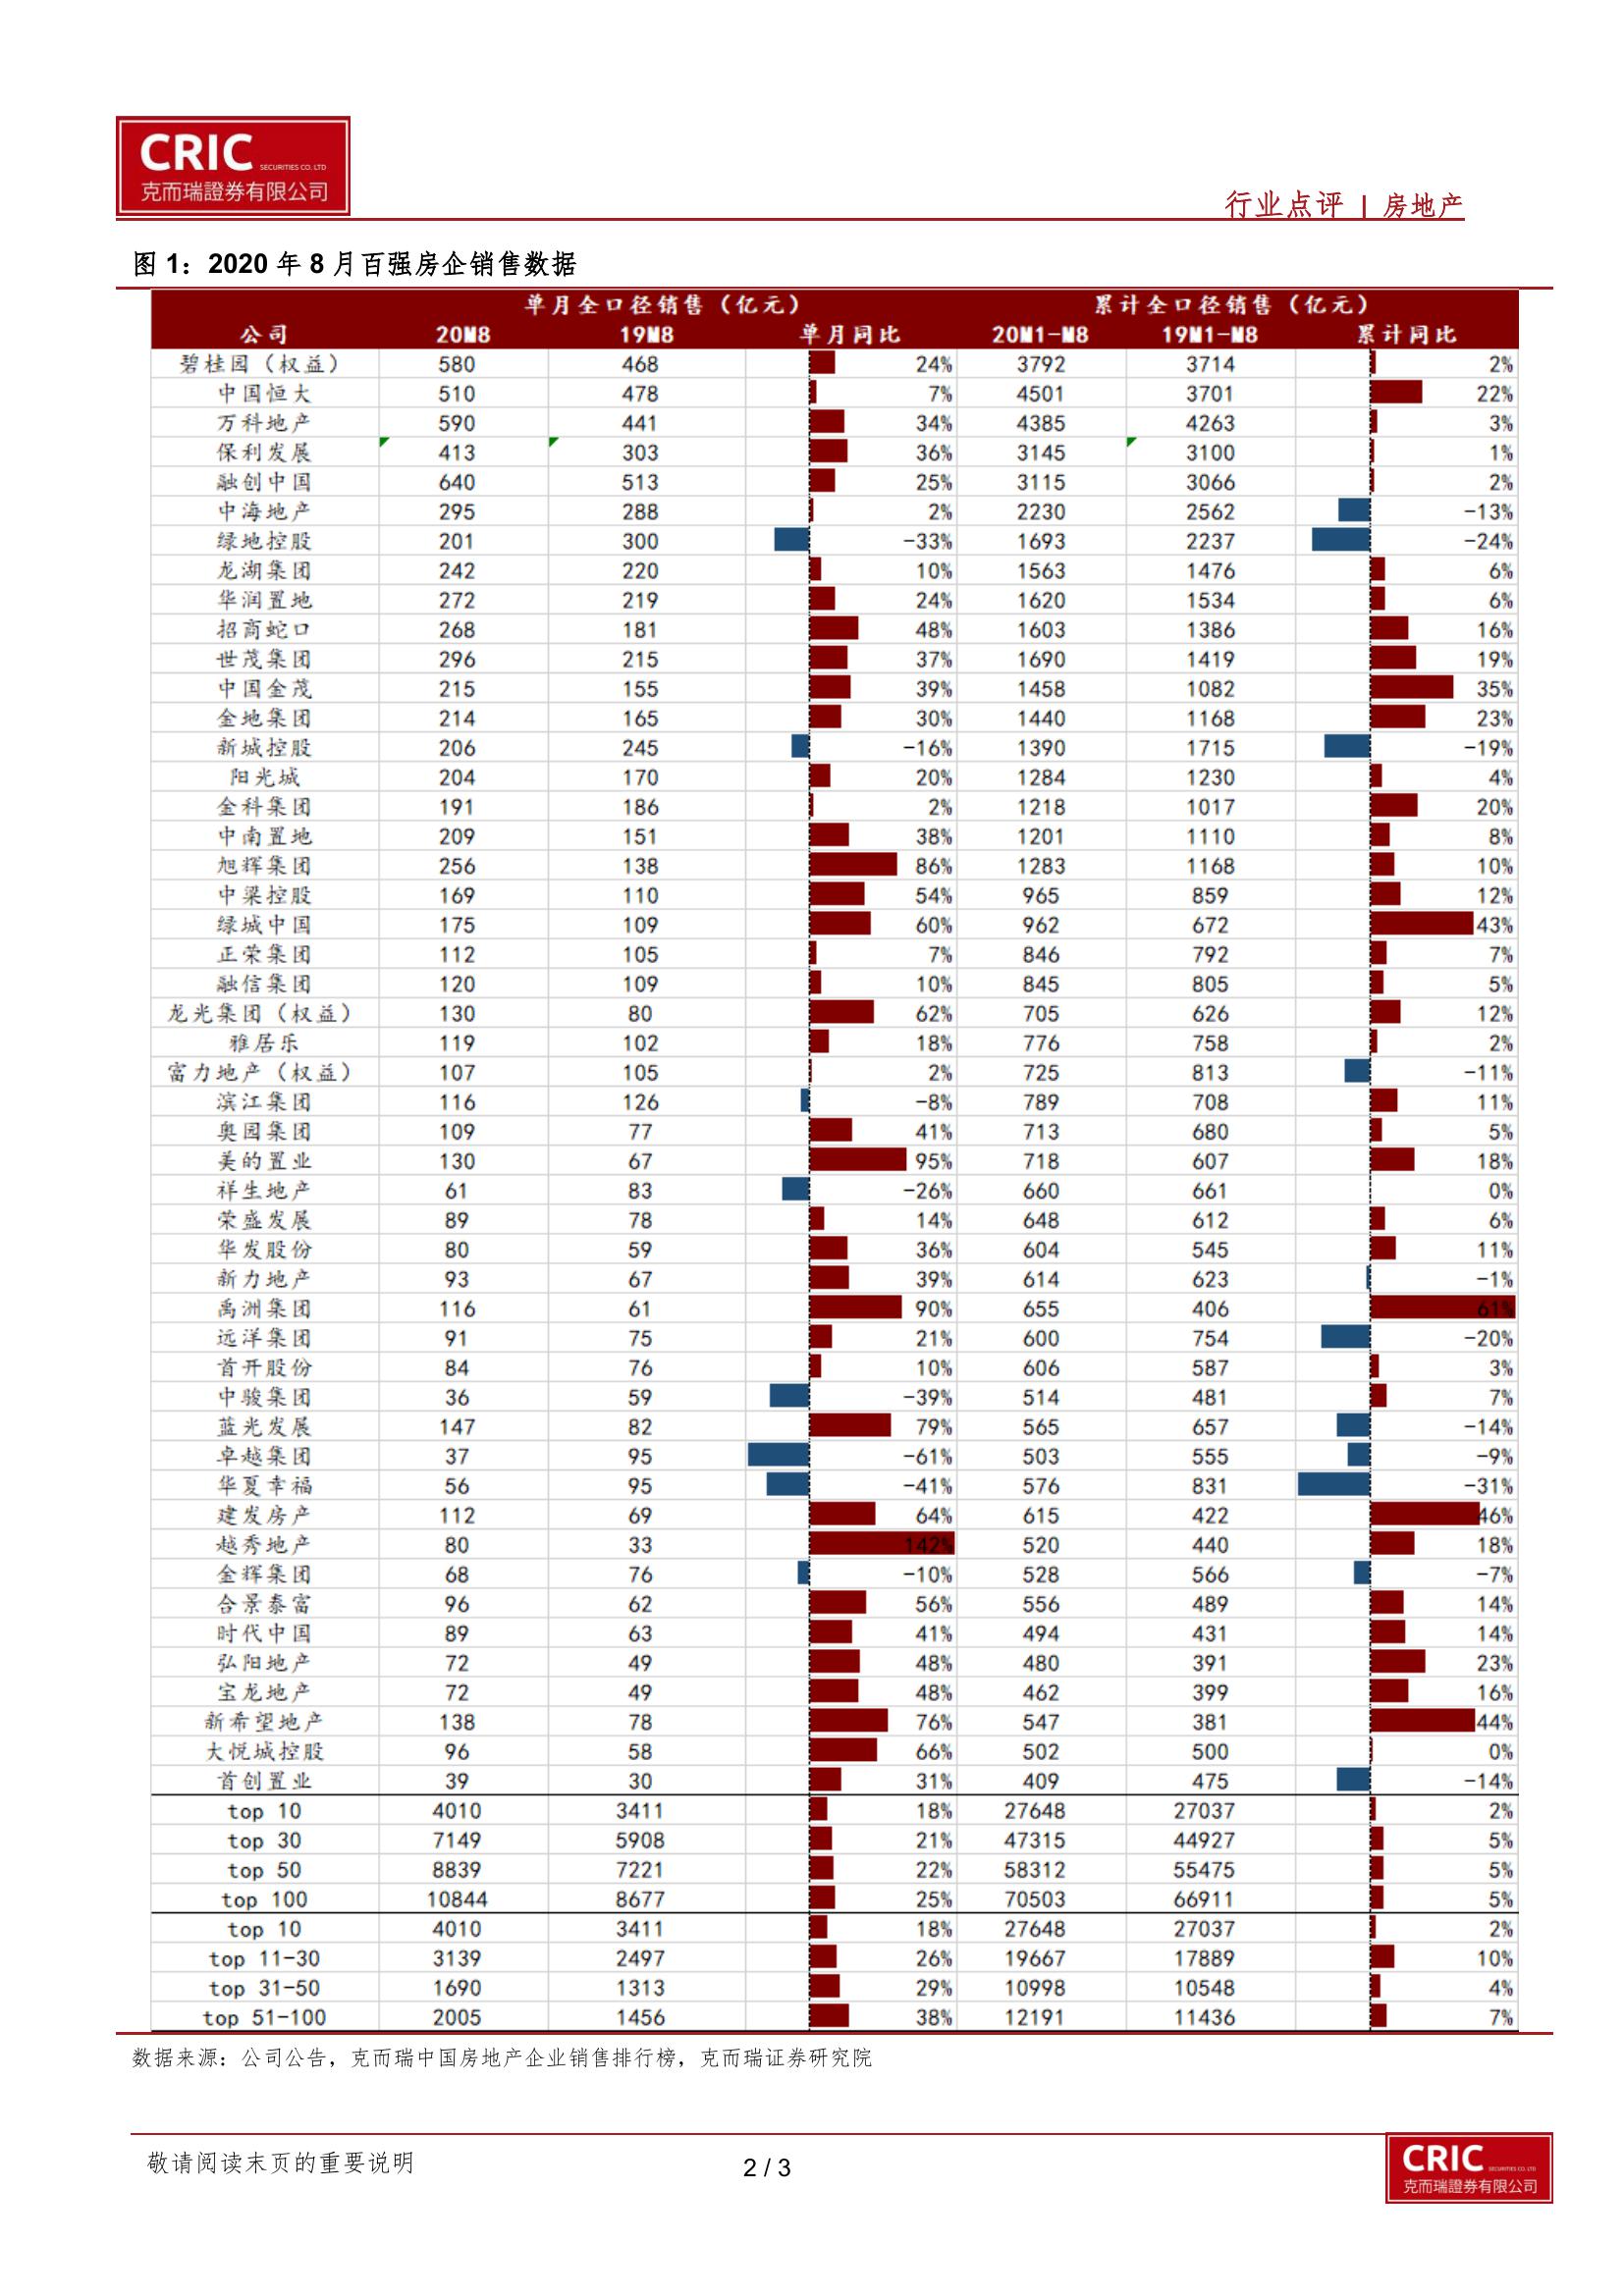 CRIC SECURITIES CO. LTD
克而瑞證券有限公司
行业点评 | 房地产
图 1：2020 年 8 月百强房企销售数据
单月全口径销售（亿元） 累计全口径销售（亿元）
公司 20M8 19M8 单月同比 20M1-M8 19M1-M8 累计同比
碧桂园（权益） 580 468 24% 3792 3714 2%
中国恒大 510 478 7% 4501 3701 22%
万科地产 590 441 34% 4385 4263 3%
保利发展 413 303 36% 3145 3100 1%
融创中国 640 513 25% 3115 3066 2%
中海地产 295 288 2% 2230 2562 -13%
绿地控股 201 300 -33% 1693 2237 -24%
龙湖集团 242 220 10% 1563 1476 6%
华润置地 272 219 24% 1620 1534 6%
招商蛇口 268 181 48% 1603 1386 16%
世茂集团 296 215 37% 1690 1419 19%
中国金茂 215 155 39% 1458 1082 35%
金地集团 214 165 30% 1440 1168 23%
新城控股 206 245 -16% 1390 1715 -19%
阳光城 204 170 20% 1284 1230 4%
金科集团 191 186 2% 1218 1017 20%
中南置地 209 151 38% 1201 1110 8%
旭辉集团 256 138 86% 1283 1168 10%
中梁控股 169 110 54% 965 859 12%
绿城中国 175 109 60% 962 672 43%
正荣集团 112 105 7% 846 792 7%
融信集团 120 109 10% 845 805 5%
龙光集团（权益） 130 80 62% 705 626 12%
雅居乐 119 102 18% 776 758 2%
富力地产（权益） 107 105 2% 725 813 -11%
滨江集团 116 126 -8% 789 708 11%
奥园集团 109 77 41% 713 680 5%
美的置业 130 67 95% 718 607 18%
祥生地产 61 83 -26% 660 661 0%
荣盛发展 89 78 14% 648 612 6%
华发股份 80 59 36% 604 545 11%
新力地产 93 67 39% 614 623 -1%
禹洲集团 116 61 90% 655 406 61%
远洋集团 91 75 21% 600 754 -20%
首开股份 84 76 10% 606 587 3%
中骏集团 36 59 -39% 514 481 7%
蓝光发展 147 82 79% 565 657 -14%
卓越集团 37 95 -61% 503 555 -9%
华夏幸福 56 95 -41% 576 831 -31%
建发房产 112 69 64% 615 422 46%
越秀地产 80 33 142% 520 440 18%
金辉集团 68 76 -10% 528 566 -7%
合景泰富 96 62 56% 556 489 14%
时代中国 89 63 41% 494 431 14%
弘阳地产 72 49 48% 480 391 23%
宝龙地产 72 49 48% 462 399 16%
新希望地产 138 78 76% 547 381 44%
大悦城控股 96 58 66% 502 500 0%
首创置业 39 30 31% 409 475 -14%
top 10 4010 3411 18% 27648 27037 2%
top 30 7149 5908 21% 47315 44927 5%
top 50 8839 7221 22% 58312 55475 5%
top 100 10844 8677 25% 70503 66911 5%
top 10 4010 3411 18% 27648 27037 2%
top 11-30 3139 2497 26% 19667 17889 10%
top 31-50 1690 1313 29% 10998 10548 4%
top 51-100 2005 1456 38% 12191 11436 7%
数据来源：公司公告，克而瑞中国房地产企业销售排行榜，克而瑞证券研究院
敬请阅读末页的重要说明
2 / 3
CRIC SECURITIES CO. LTD
克而瑞證券有限公司